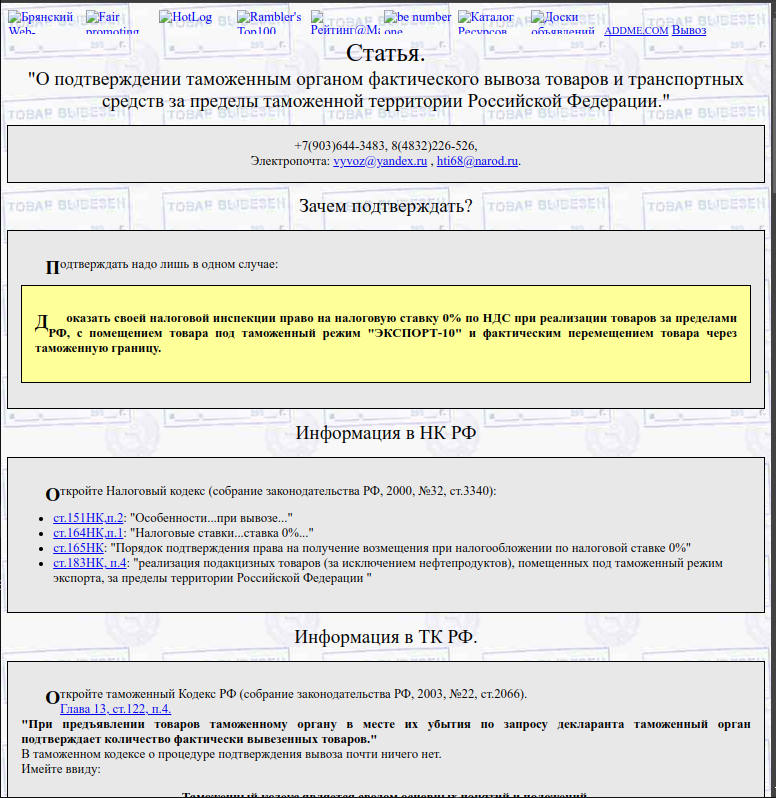 Брянский Web-
Fair promoting
HotLog
Rambler's Top100
Рейтинг@Ma
be number one
Каталог Ресурсов
Доски объявлений
ADDME.COM Вывоз
Статья.
"О подтверждении таможенным органом фактического вывоза товаров и транспортных
средств за пределы таможенной территории Российской Федерации."
+7(903)644-3483, 8(4832)226-526,
Электропочта: vyvoz@yandex.ru , hti68@narod.ru.
Зачем подтверждать?
Подтверждать надо лишь в одном случае:
Доказать своей налоговой инспекции право на налоговую ставку 0% по НДС при реализации товаров за пределами
РФ, с помещением товара под таможенный режим "ЭКСПОРТ-10" и фактическим перемещением товара через
таможенную границу.
Информация в НК РФ
Откройте Налоговый кодекс (собрание законодательства РФ, 2000, №32, ст.3340):
ст.151НК,п.2: "Особенности...при вывозе..."
ст.164НК,п.1: "Налоговые ставки...ставка 0%..."
ст.165НК: "Порядок подтверждения права на получение возмещения при налогообложении по налоговой ставке 0%"
ст.183НК, п.4: "реализация подакцизных товаров (за исключением нефтепродуктов), помещенных под таможенный режим
экспорта, за пределы территории Российской Федерации "
Информация в ТК РФ.
Откройте таможенный Кодекс РФ (собрание законодательства РФ, 2003, №22, ст.2066).
Глава 13, ст.122, п.4.
"При предъявлении товаров таможенному органу в месте их убытия по запросу декларанта таможенный орган
подтверждает количество фактически вывезенных товаров."
В таможенном кодексе о процедуре подтверждения вывоза почти ничего нет.
Имейте ввиду:
Таможенный кодекс является сводом основных понятий и положений